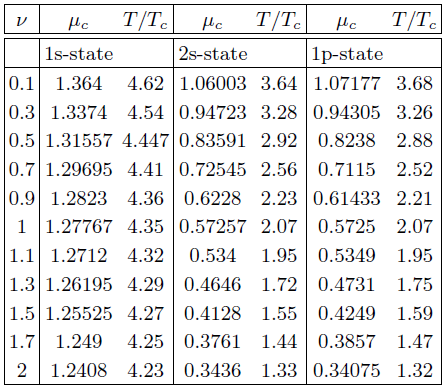 ν μc T/Tc μc T/Tc μc T/Tc
1s-state 2s-state 1p-state
0.1 1.364 4.62 1.06003 3.64 1.07177 3.68
0.3 1.3374 4.54 0.94723 3.28 0.94305 3.26
0.5 1.31557 4.447 0.83591 2.92 0.8238 2.88
0.7 1.29695 4.41 0.72545 2.56 0.7115 2.52
0.9 1.2823 4.36 0.6228 2.23 0.61433 2.21
1 1.27767 4.35 0.57257 2.07 0.5725 2.07
1.1 1.2712 4.32 0.534 1.95 0.5349 1.95
1.3 1.26195 4.29 0.4646 1.72 0.4731 1.75
1.5 1.25525 4.27 0.4128 1.55 0.4249 1.59
1.7 1.249 4.25 0.3761 1.44 0.3857 1.47
2 1.2408 4.23 0.3436 1.33 0.34075 1.32